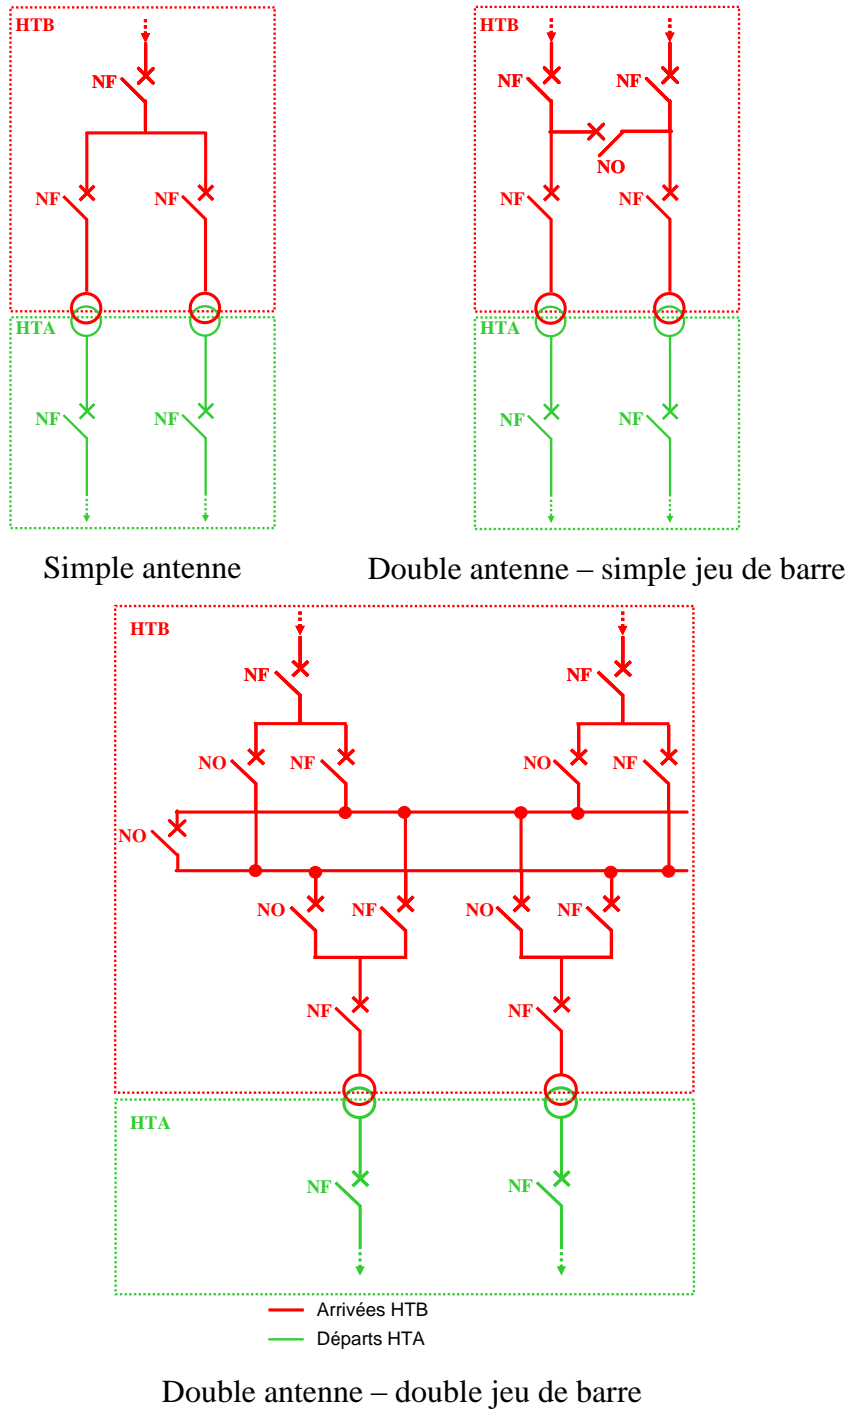 HTB
NF
NF NF
HTA
NF NF
Simple antenne
HTB
NF NF
NO
NF NF
HTA
NF NF
Double antenne – simple jeu de barre
HTB
NF NF
NO NF NO NF
NO
NO NF NO NF
NF NF
HTA
NF NF
Arrivées HTB
Départs HTA
Double antenne – double jeu de barre